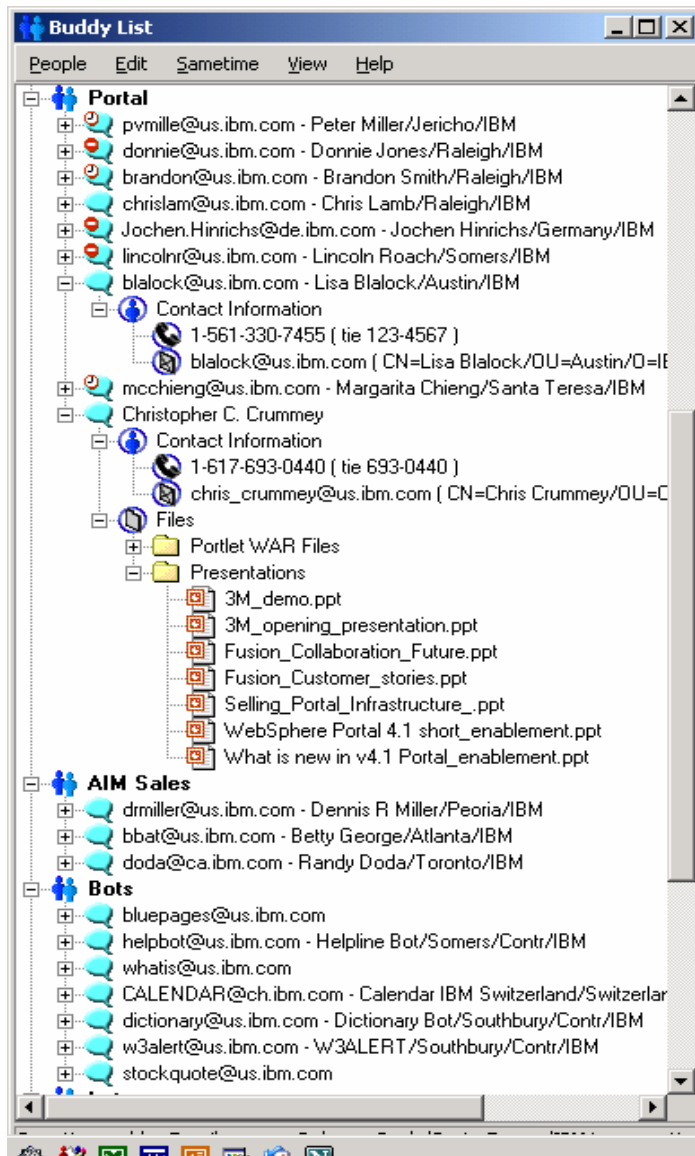 Buddy List
People Edit Sametime View Help
Portal
pvmille@us.ibm.com - Peter Miller/Jericho/IBM
donnie@us.ibm.com - Donnie Jones/Raleigh/IBM
brandon@us.ibm.com - Brandon Smith/Raleigh/IBM
chrislam@us.ibm.com - Chris Lamb/Raleigh/IBM
Jochen.Hinrichs@de.ibm.com - Jochen Hinrichs/Germany/IBM
lincolnr@us.ibm.com - Lincoln Roach/Somers/IBM
blalock@us.ibm.com - Lisa Blalock/Austin/IBM
Contact Information
1-561-330-7455 ( tie 123-4567 )
blalock@us.ibm.com ( CN=Lisa Blalock/OU=Austin/O=IB
mcchieng@us.ibm.com - Margarita Chieng/Santa Teresa/IBM
Christopher C. Crummey
Contact Information
1-617-693-0440 ( tie 693-0440 )
chris_crummey@us.ibm.com ( CN=Chris Crummey/OU=C
Files
Portlet WAR Files
Presentations
3M_demo.ppt
3M_opening_presentation.ppt
Fusion_Collaboration_Future.ppt
Fusion_Customer_stories.ppt
Selling_Portal_Infrastructure_.ppt
WebSphere Portal 4.1 short_enablement.ppt
What is new in v4.1 Portal_enablement.ppt
AIM Sales
drmiller@us.ibm.com - Dennis R Miller/Peoria/IBM
bbat@us.ibm.com - Betty George/Atlanta/IBM
doda@ca.ibm.com - Randy Doda/Toronto/IBM
Bots
bluepages@us.ibm.com
helpbot@us.ibm.com - Helpline Bot/Somers/Contr/IBM
whatis@us.ibm.com
CALENDAR@ch.ibm.com - Calendar IBM Switzerland/Switzerlar
dictionary@us.ibm.com - Dictionary Bot/Southbury/Contr/IBM
w3alert@us.ibm.com - W3ALERT/Southbury/Contr/IBM
stockquote@us.ibm.com